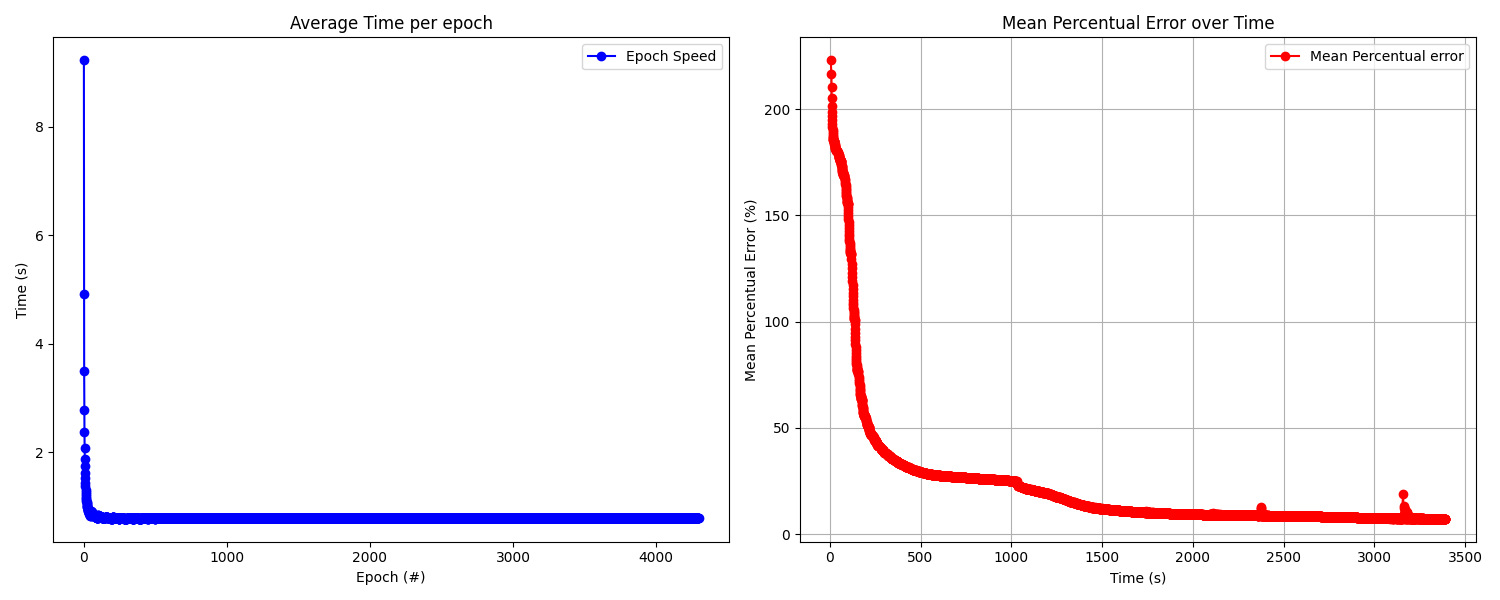 Average Time per epoch
Epoch Speed
8
6
4
2
Time (s)
0
1000
2000
3000
4000
Epoch (#)
Mean Percentual Error over Time
Mean Percentual error
200
150
100
50
0
Mean Percentual Error (%)
0
500
1000
1500
2000
2500
3000
3500
Time (s)